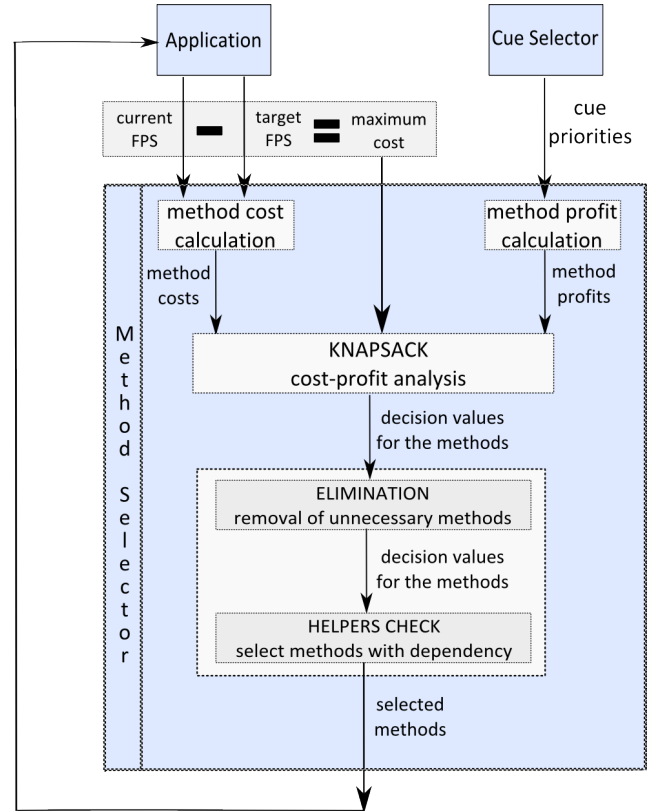 Application
Cue Selector
current
FPS
target
FPS
maximum
cost
cue
priorities
method cost
calculation
method profit
calculation
method
costs
method
profits
Method Selector
KNAPSACK
cost-profit analysis
decision values
for the methods
ELIMINATION
removal of unnecessary methods
decision values
for the methods
HELPERS CHECK
select methods with dependency
selected
methods